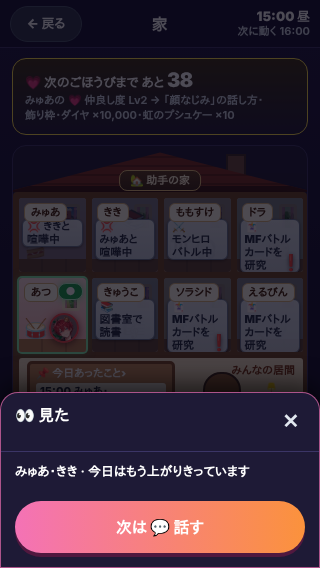 ← 戻る
家
15:00 昼
次に動く 16:00
💗 次のごほうびまで あと 38
みゅあの 💗 仲良し度 Lv2 → 「顔なじみ」の話し方・
飾り枠・ダイヤ ×10,000・虹のプシュケー ×10
🏡 助手の家
みゅあ
💢 ききと
喧嘩中
きき
💢
みゅあと
喧嘩中
ももすけ
⚔️
モンヒロ
バトル中
ドラ
MFバトル
カードを
研究
❗
あつ
きゅうこ
図書室で
読書
ソラシド
MFバトル
カードを
研究
❗
えるぴん
MFバトル
カードを
研究
📌 今日あったこと›
15:00 みゅあ・
みんなの居間
👀 見た
✕
みゅあ・きき・今日はもう上がりきっています
次は 💬 話す